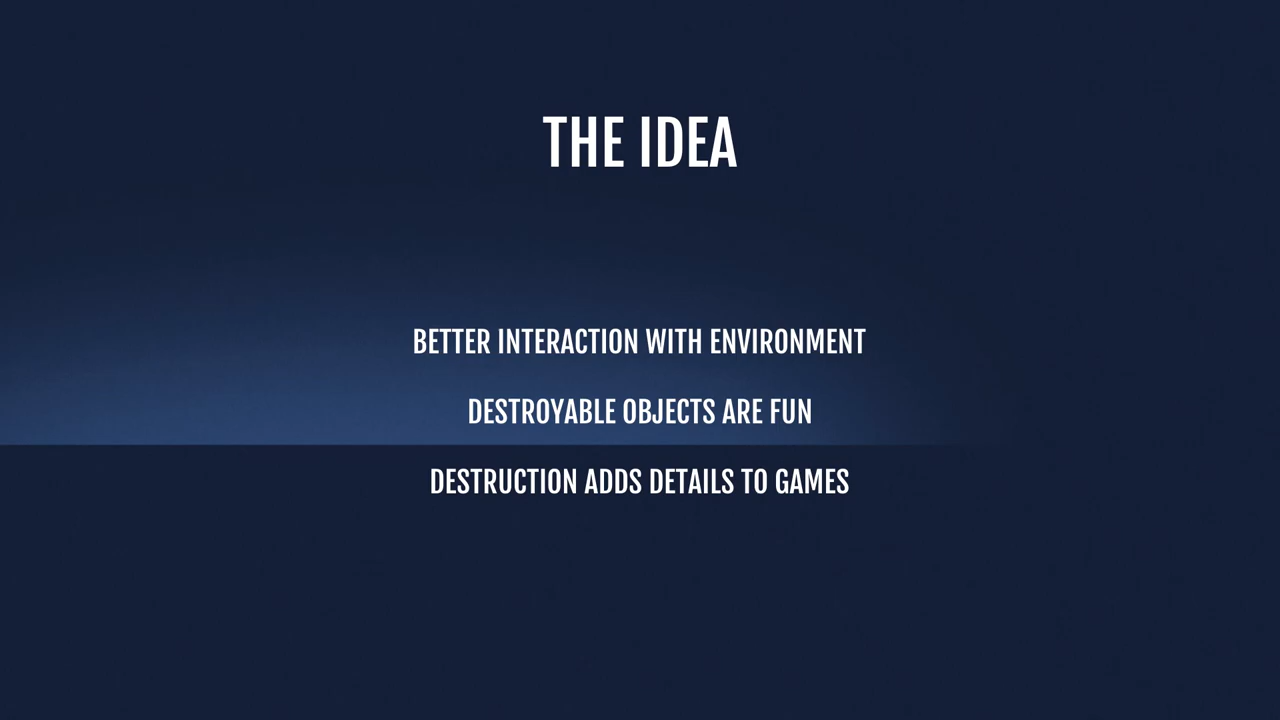 THE IDEA
BETTER INTERACTION WITH ENVIRONMENT
DESTROYABLE OBJECTS ARE FUN
DESTRUCTION ADDS DETAILS TO GAMES